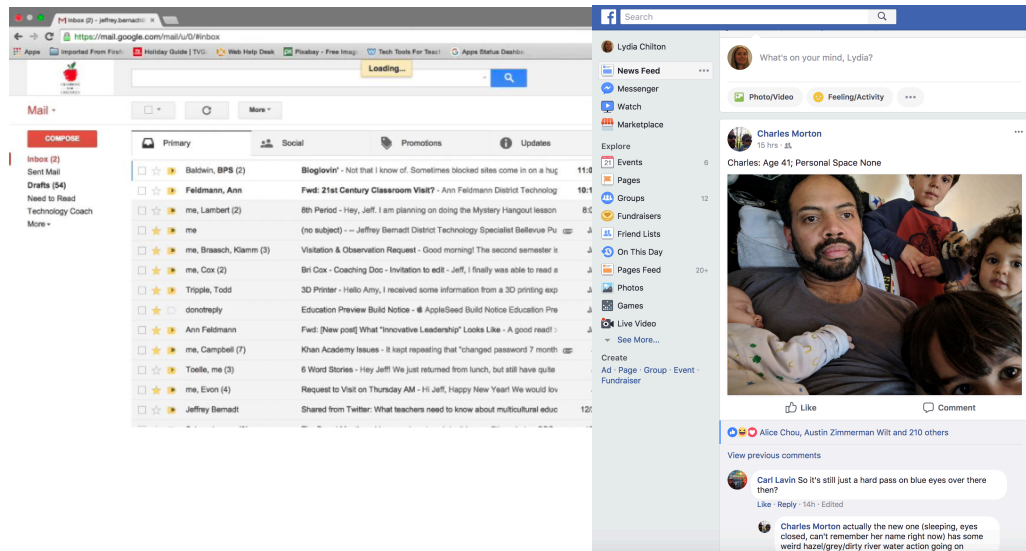 Inbox (2) - jeffrey.bernadt@
https://mail.google.com/mail/u/0/#inbox
Apps
Imported From Firef
Holiday Guide | TVG
Web Help Desk
Pixabay - Free Imag
Tech Tools For Teach
Apps Status Dashbo
Loading...
Mail
More
COMPOSE
Inbox (2)
Sent Mail
Drafts (54)
Need to Read
Technology Coach
More
Primary
Social
Promotions
Updates
Baldwin, BPS (2) Bloglovin' - Not that I know of. Sometimes blocked sites come in on a hug 11:0
Feldmann, Ann Fwd: 21st Century Classroom Visit? - Ann Feldmann District Technolog 10:1
me, Lambert (2) 8th Period - Hey, Jeff. I am planning on doing the Mystery Hangout lesson 8:0
me (no subject) - -- Jeffrey Bernadt District Technology Specialist Bellevue Pu
me, Braasch, Klamm (3) Visitation & Observation Request - Good morning! The second semester is
me, Cox (2) Bri Cox - Coaching Doc - Invitation to edit - Jeff, I finally was able to read a
Tripple, Todd 3D Printer - Hello Amy, I received some information from a 3D printing exp
donotreply Education Preview Build Notice - AppleSeed Build Notice Education Pre
Ann Feldmann Fwd: [New post] What "Innovative Leadership" Looks Like - A good read!
me, Campbell (7) Khan Academy Issues - It kept repeating that "changed password 7 month
Toelle, me (3) 6 Word Stories - Hey Jeff! We just returned from lunch, but still have quite
me, Evon (4) Request to Visit on Thursday AM - Hi Jeff, Happy New Year! We would lov
Jeffrey Bernadt Shared from Twitter: What teachers need to know about multicultural educ 12/
f
Search
Lydia Chilton
News Feed
Messenger
Watch
Marketplace
Explore
21 Events 6
Pages
Groups 12
Fundraisers
Friend Lists
On This Day
Pages Feed 20+
Photos
Games
Live Video
See More...
Create
Ad · Page · Group · Event ·
Fundraiser
What's on your mind, Lydia?
Photo/Video
Feeling/Activity
Charles Morton
15 hrs ·
Charles: Age 41; Personal Space None
Like
Comment
Alice Chou, Austin Zimmerman Wilt and 210 others
View previous comments
Carl Lavin So it's still just a hard pass on blue eyes over there
then?
Like · Reply · 14h · Edited
Charles Morton actually the new one (sleeping, eyes
closed, can't remember her name right now) has some
weird hazel/grey/dirty river water action going on